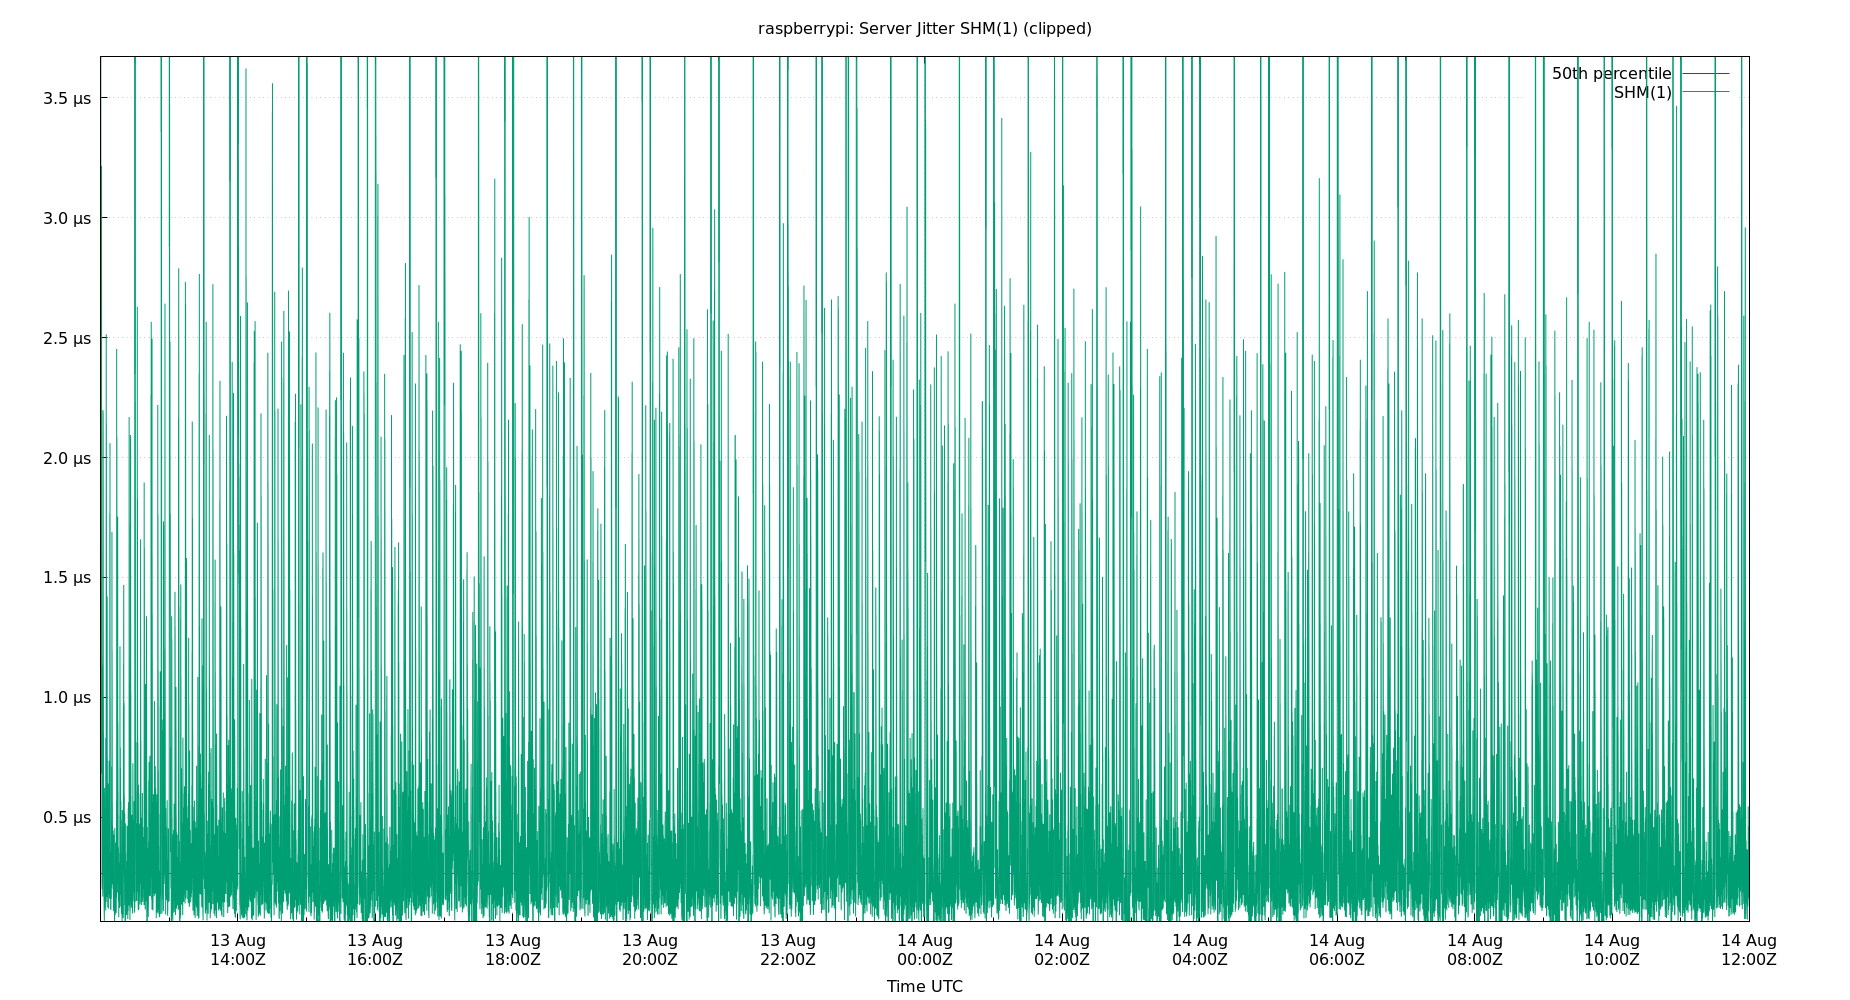 raspberrypi: Server Jitter SHM(1) (clipped)
50th percentile
SHM(1)
3.5 µs
3.0 µs
2.5 µs
2.0 µs
1.5 µs
1.0 µs
0.5 µs
13 Aug 13 Aug 13 Aug 13 Aug 13 Aug 14 Aug 14 Aug 14 Aug 14 Aug 14 Aug 14 Aug 14 Aug
14:00Z 16:00Z 18:00Z 20:00Z 22:00Z 00:00Z 02:00Z 04:00Z 06:00Z 08:00Z 10:00Z 12:00Z
Time UTC